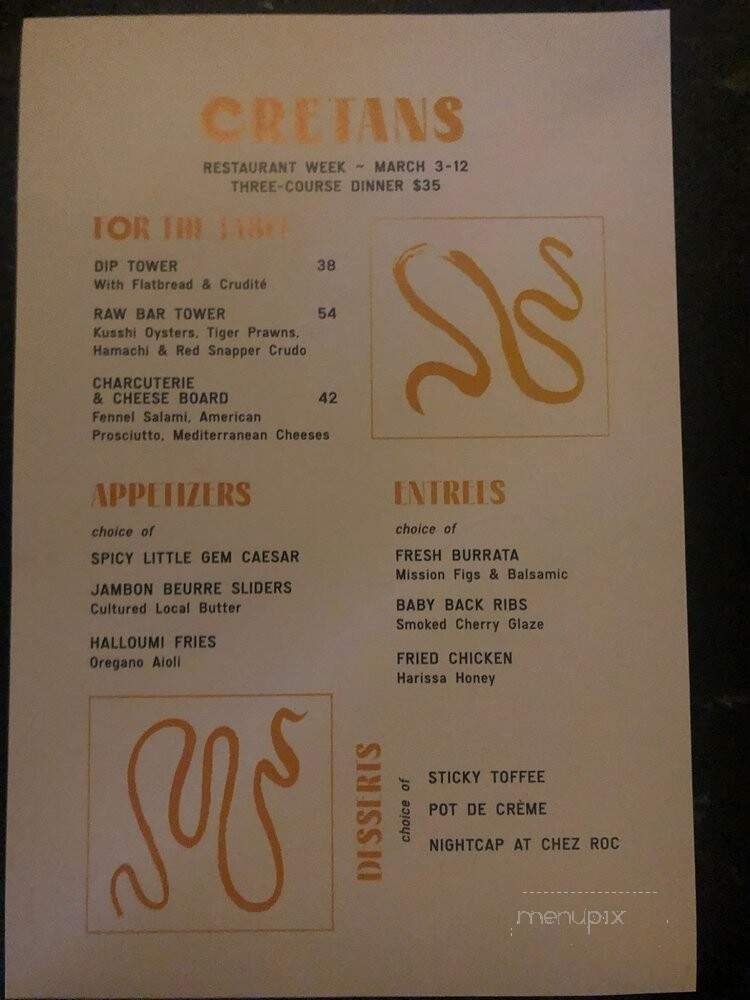 CRETANS
RESTAURANT WEEK ~ MARCH 3-12
THREE-COURSE DINNER $35
FOR THE TABLE
DIP TOWER 38
With Flatbread & Crudité
RAW BAR TOWER 54
Kusshi Oysters, Tiger Prawns,
Hamachi & Red Snapper Crudo
CHARCUTERIE
& CHEESE BOARD 42
Fennel Salami, American
Prosciutto, Mediterranean Cheeses
APPETIZERS
choice of
SPICY LITTLE GEM CAESAR
JAMBON BEURRE SLIDERS
Cultured Local Butter
HALLOUMI FRIES
Oregano Aioli
ENTREES
choice of
FRESH BURRATA
Mission Figs & Balsamic
BABY BACK RIBS
Smoked Cherry Glaze
FRIED CHICKEN
Harissa Honey
DESSERTS
choice of
STICKY TOFFEE
POT DE CRÈME
NIGHTCAP AT CHEZ ROC
menupix